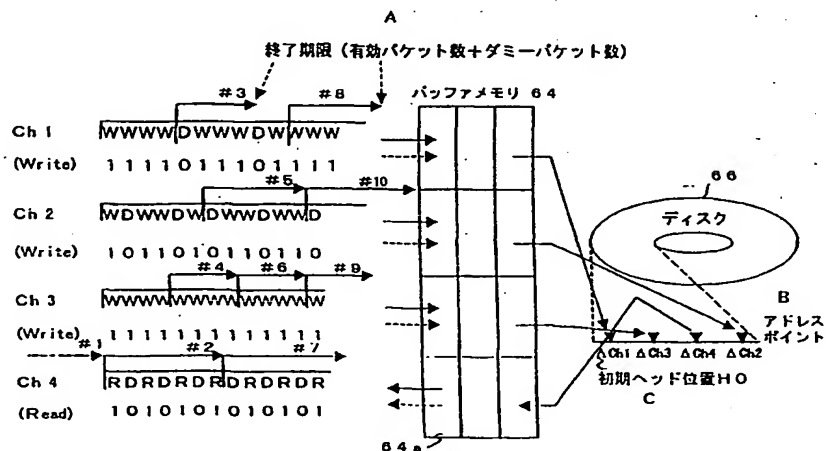 A
終了期限（有効パケット数＋ダミーパケット数）
#3 #8
バッファメモリ 64
Ch 1 WWWWDWWWDWWWW
(Write) 1111011101111
#5 #10
Ch 2 WDWWDWDWWDWWD
(Write) 1011010110110
#4 #6 #9
Ch 3 WWWWWWWWWWWWW
(Write) 1111111111111
#1 #2 #7
Ch 4 RDRDRDRDRDRDR
(Read) 1010101010101
64a
66
ディスク
B
アドレス
ポイント
△Ch1 △Ch3 △Ch4 △Ch2
初期ヘッド位置H0
C